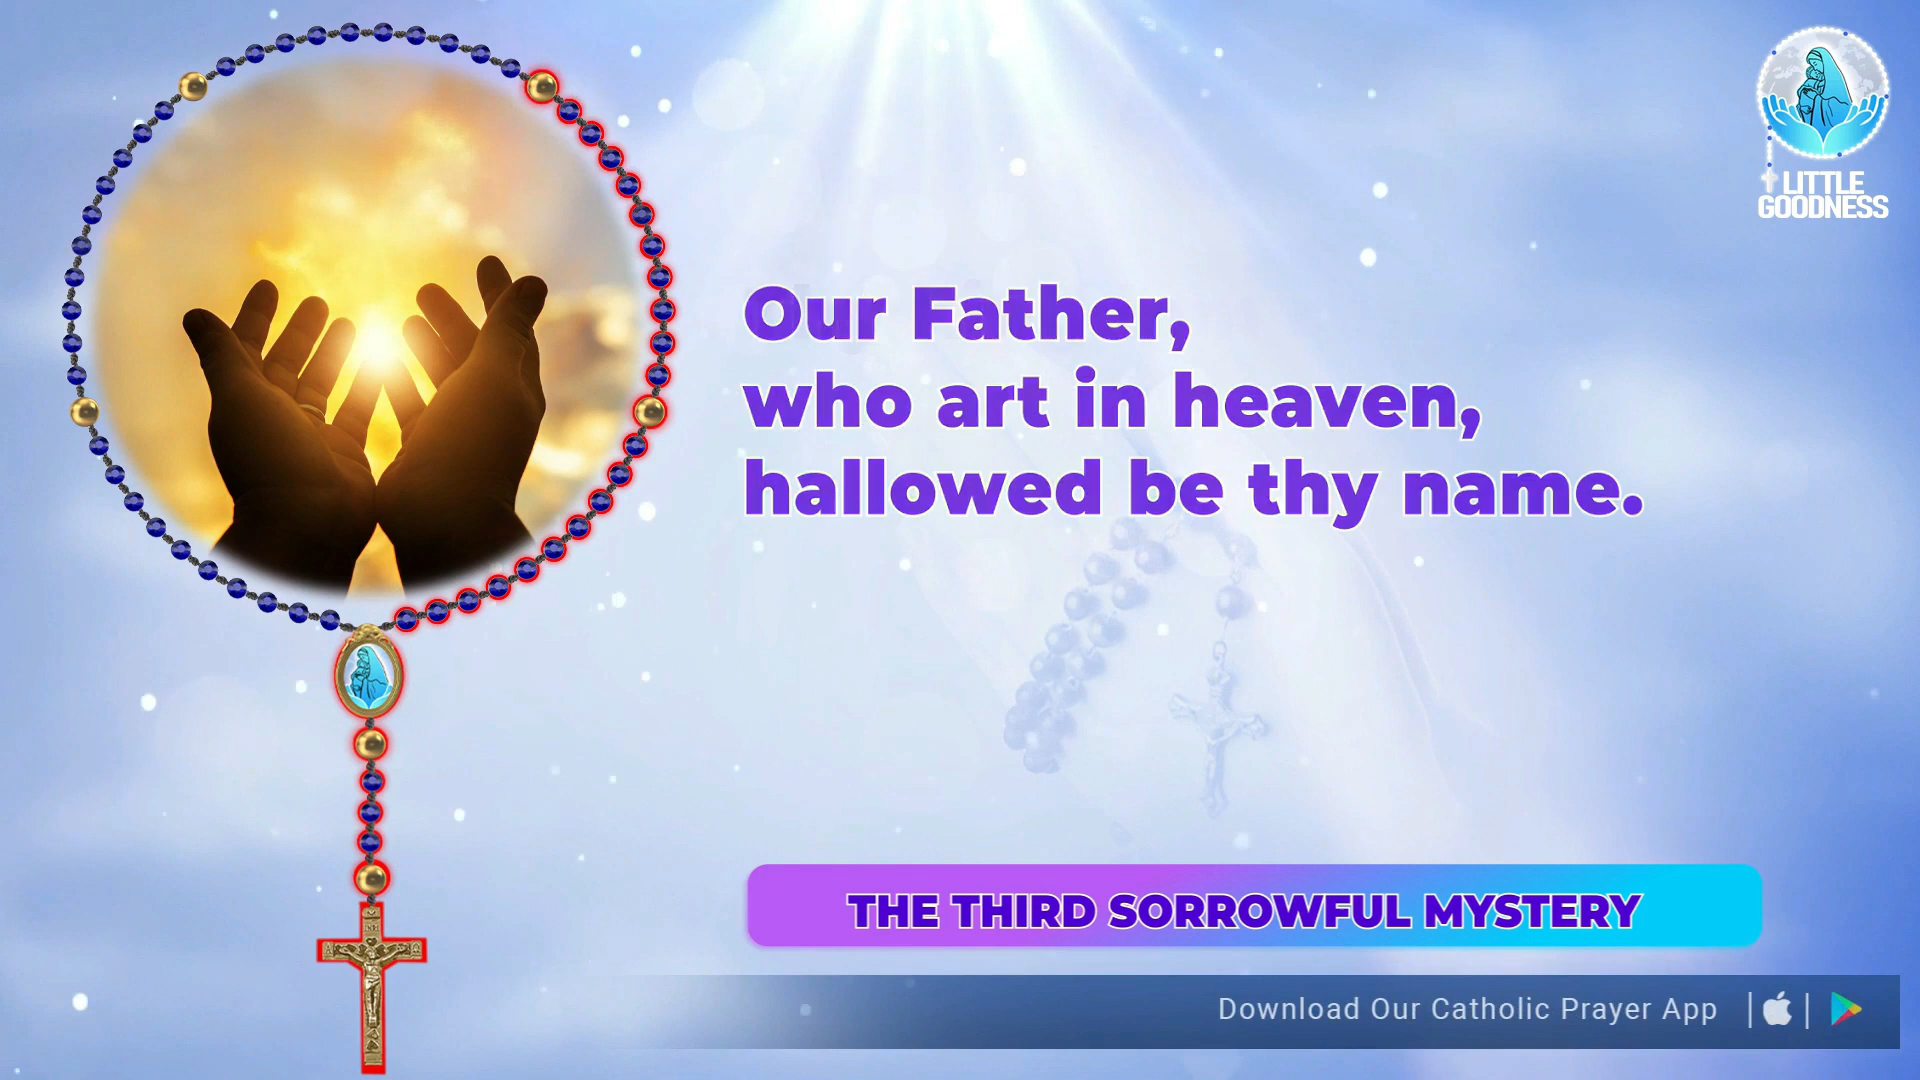 LITTLE
GOODNESS
Our Father,
who art in heaven,
hallowed be thy name.
THE THIRD SORROWFUL MYSTERY
Download Our Catholic Prayer App
INRI